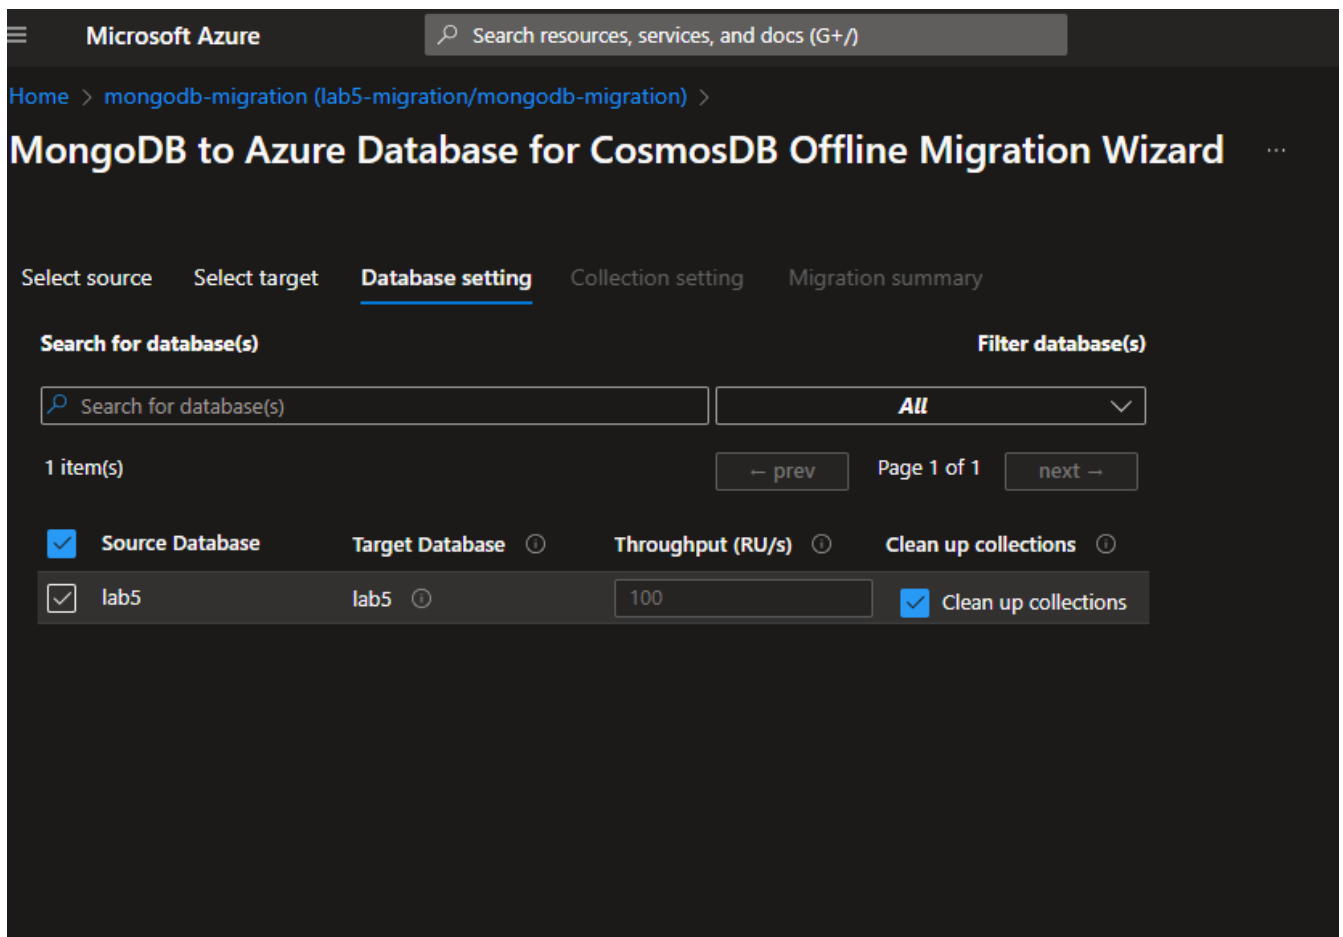 Microsoft Azure
Search resources, services, and docs (G+/)
Home > mongodb-migration (lab5-migration/mongodb-migration) >
MongoDB to Azure Database for CosmosDB Offline Migration Wizard ...
Select source Select target Database setting Collection setting Migration summary
Search for database(s) Filter database(s)
Search for database(s) All
1 item(s) ← prev Page 1 of 1 next →
Source Database Target Database Throughput (RU/s) Clean up collections
lab5 lab5 100 Clean up collections